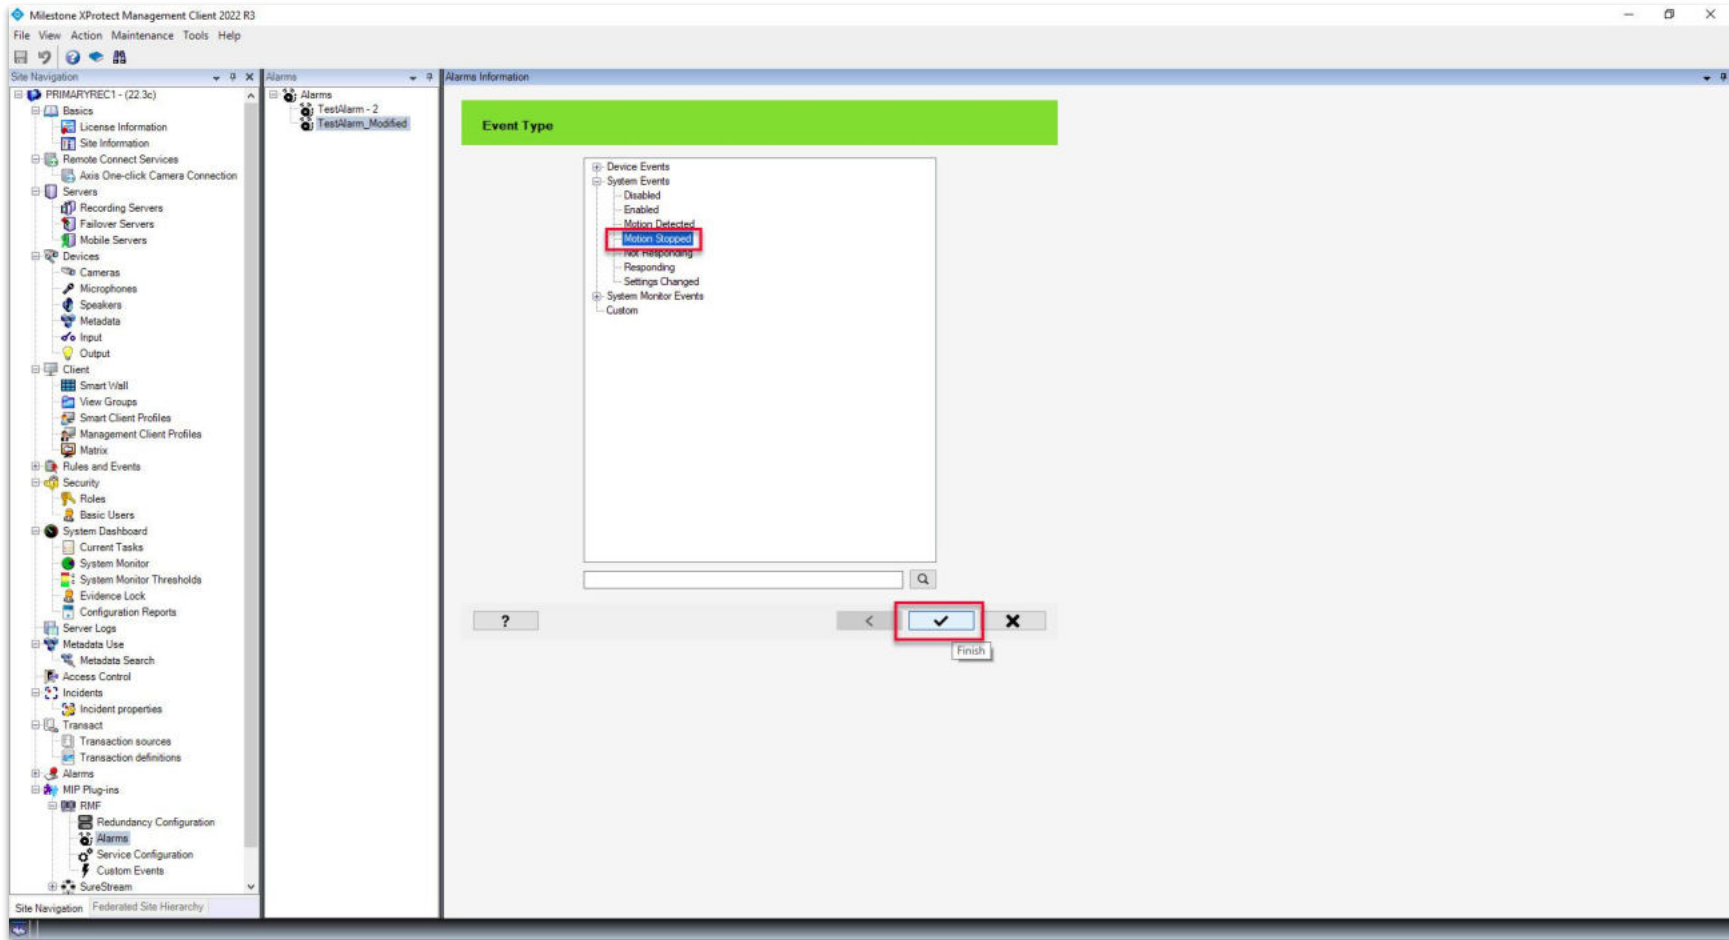 Milestone XProtect Management Client 2022 R3
File View Action Maintenance Tools Help
Site Navigation
PRIMARYREC1 - (22.3c)
Basics
License Information
Site Information
Remote Connect Services
Axis One-click Camera Connection
Servers
Recording Servers
Failover Servers
Mobile Servers
Devices
Cameras
Microphones
Speakers
Metadata
Input
Output
Client
Smart Wall
View Groups
Smart Client Profiles
Management Client Profiles
Matrix
Rules and Events
Security
Roles
Basic Users
System Dashboard
Current Tasks
System Monitor
System Monitor Thresholds
Evidence Lock
Configuration Reports
Server Logs
Metadata Use
Metadata Search
Access Control
Incidents
Incident properties
Transact
Transaction sources
Transaction definitions
Alarms
MIP Plug-ins
RMF
Redundancy Configuration
Alarms
Service Configuration
Custom Events
SureStream
Site Navigation Federated Site Hierarchy
Alarms
Alarms
TestAlarm - 2
TestAlarm_Modified
Alarms Information
Event Type
Device Events
System Events
Disabled
Enabled
Motion Detected
Motion Stopped
Not Responding
Responding
Settings Changed
System Monitor Events
Custom
?
Finish